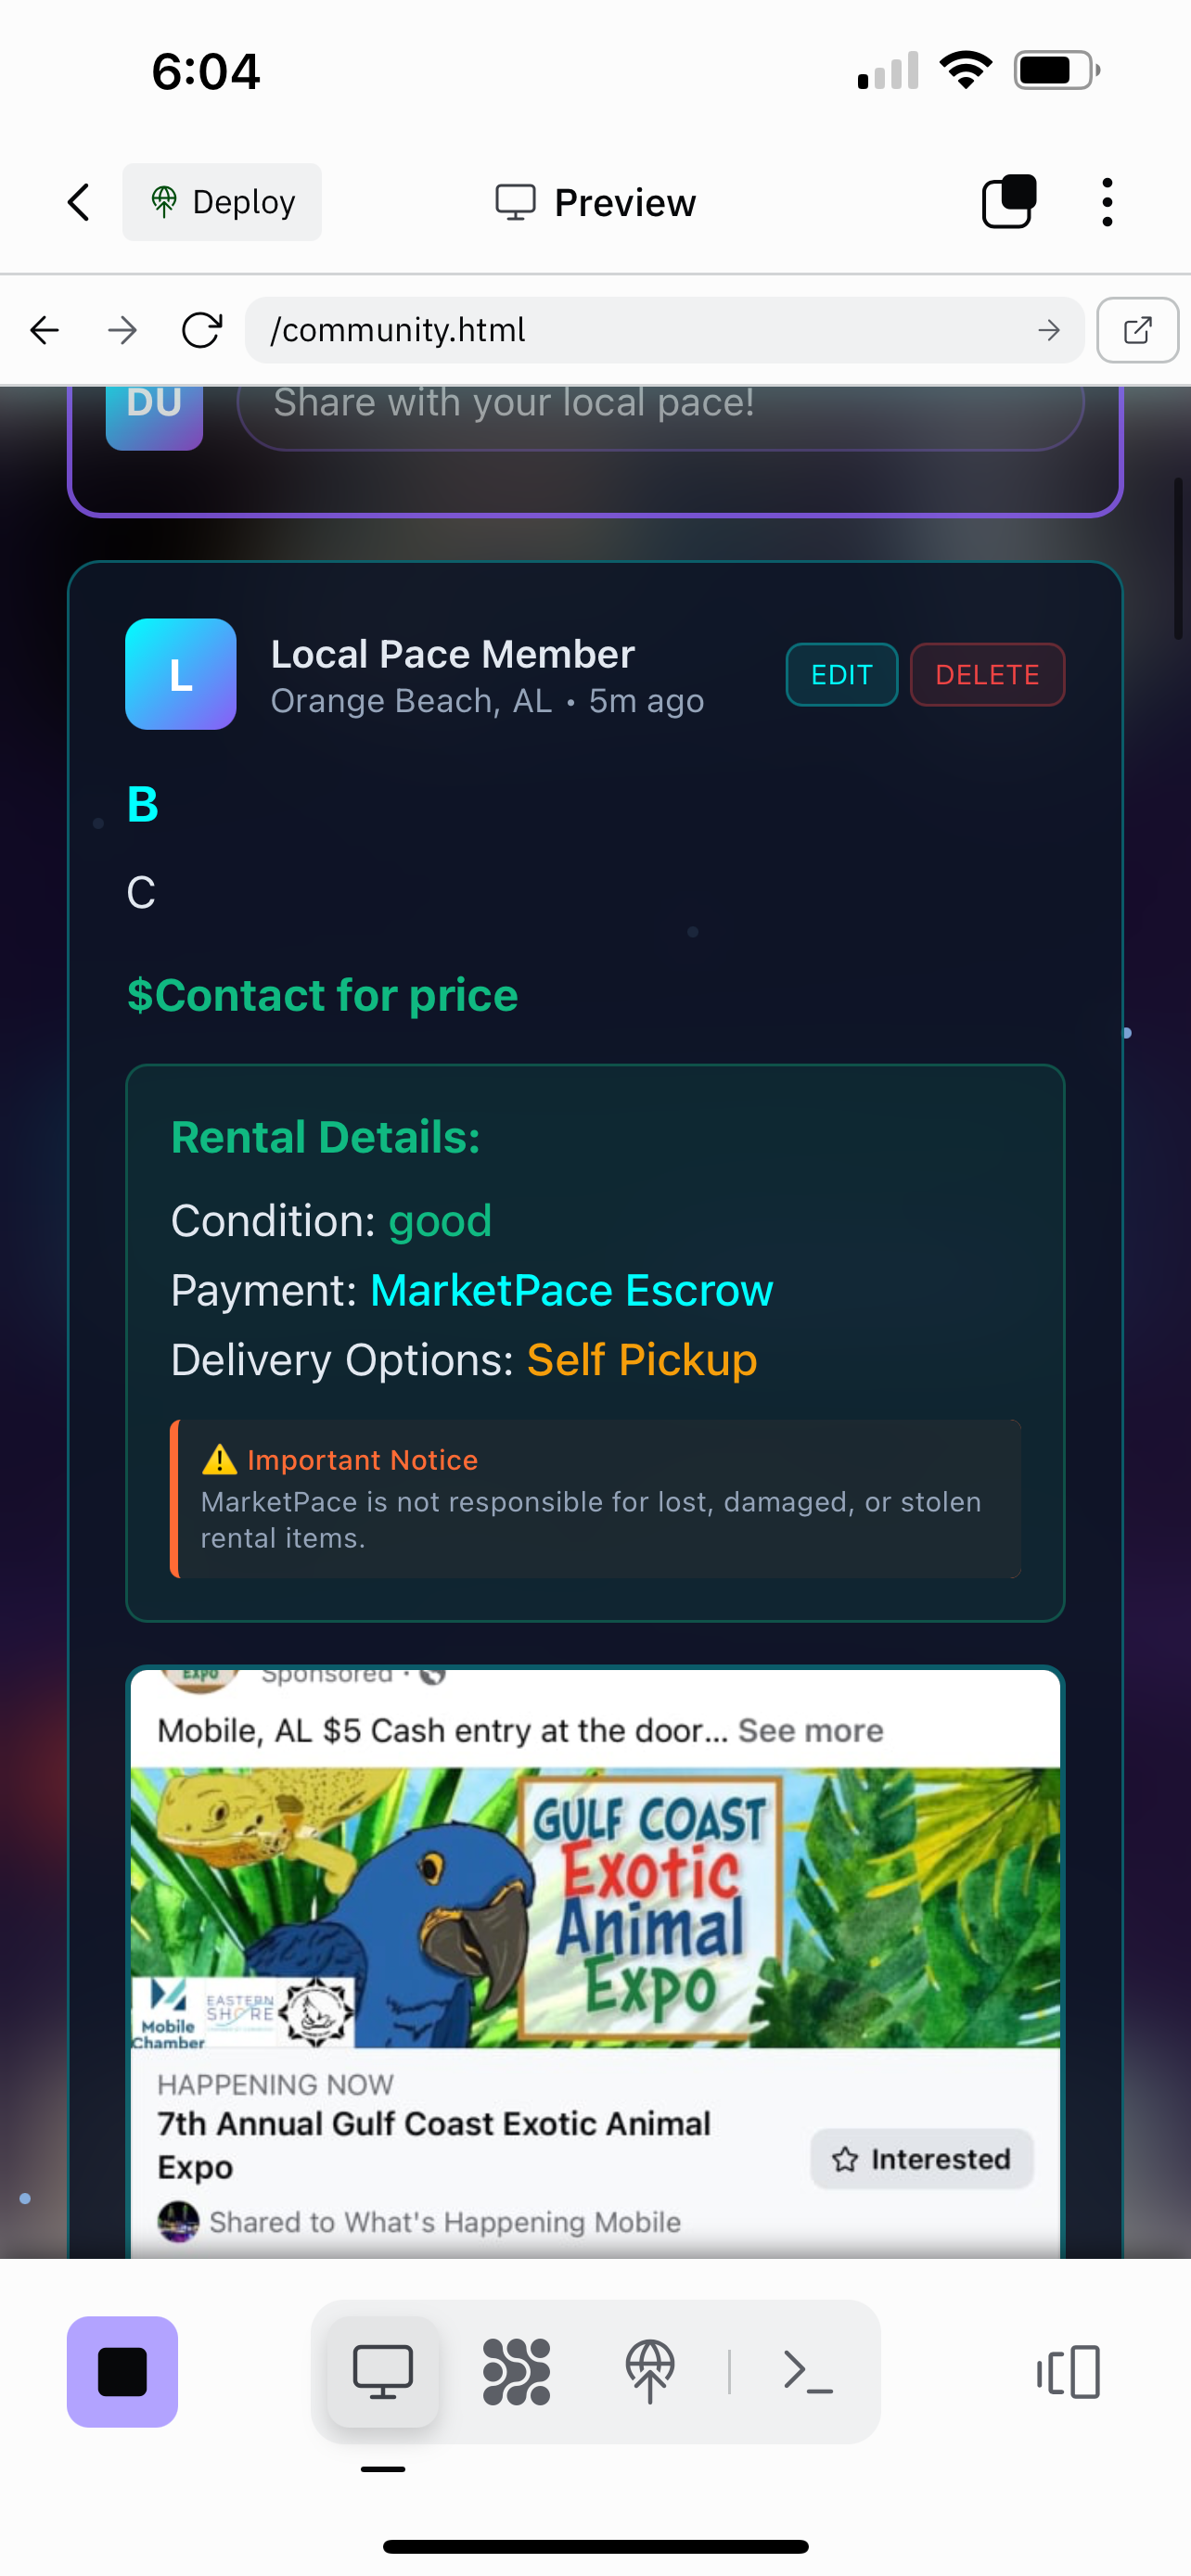 6:04
Deploy
Preview
/community.html
DU
Share with your local pace!
L
Local Pace Member
Orange Beach, AL • 5m ago
EDIT
DELETE
B
C
$Contact for price
Rental Details:
Condition: good
Payment: MarketPace Escrow
Delivery Options: Self Pickup
⚠️ Important Notice
MarketPace is not responsible for lost, damaged, or stolen
rental items.
EXPO
Sponsored ·
Mobile, AL $5 Cash entry at the door... See more
GULF COAST
Exotic
Animal
Expo
Mobile
Chamber
EASTERN
SHORE
HAPPENING NOW
7th Annual Gulf Coast Exotic Animal
Expo
Interested
Shared to What's Happening Mobile